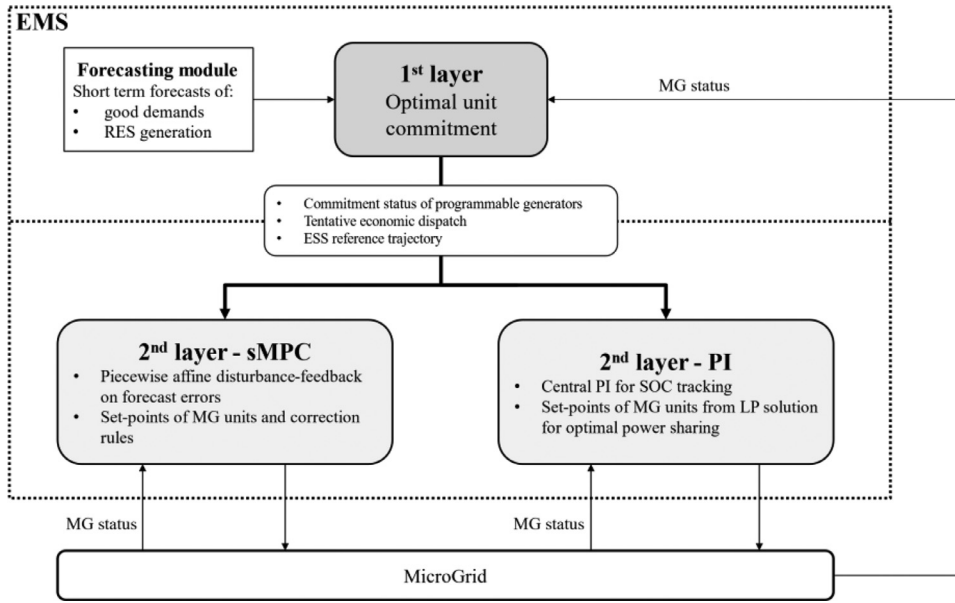 EMS
Forecasting module
Short term forecasts of:
• good demands
• RES generation
1st layer
Optimal unit
commitment
MG status
• Commitment status of programmable generators
• Tentative economic dispatch
• ESS reference trajectory
2nd layer - sMPC
• Piecewise affine disturbance-feedback
on forecast errors
• Set-points of MG units and correction
rules
2nd layer - PI
• Central PI for SOC tracking
• Set-points of MG units from LP solution
for optimal power sharing
MG status
MG status
MicroGrid